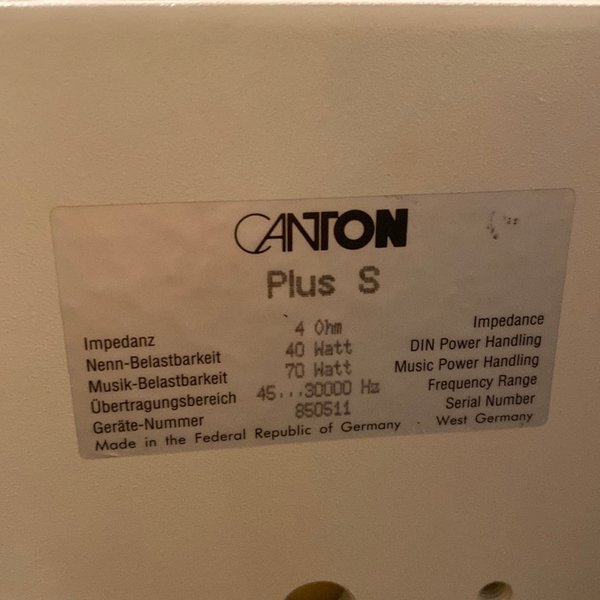 CANTON
Plus S
Impedanz 4 Ohm Impedance
Nenn-Belastbarkeit 40 Watt DIN Power Handling
Musik-Belastbarkeit 70 Watt Music Power Handling
Übertragungsbereich 45...30000 Hz Frequency Range
Geräte-Nummer 850511 Serial Number
Made in the Federal Republic of Germany West Germany